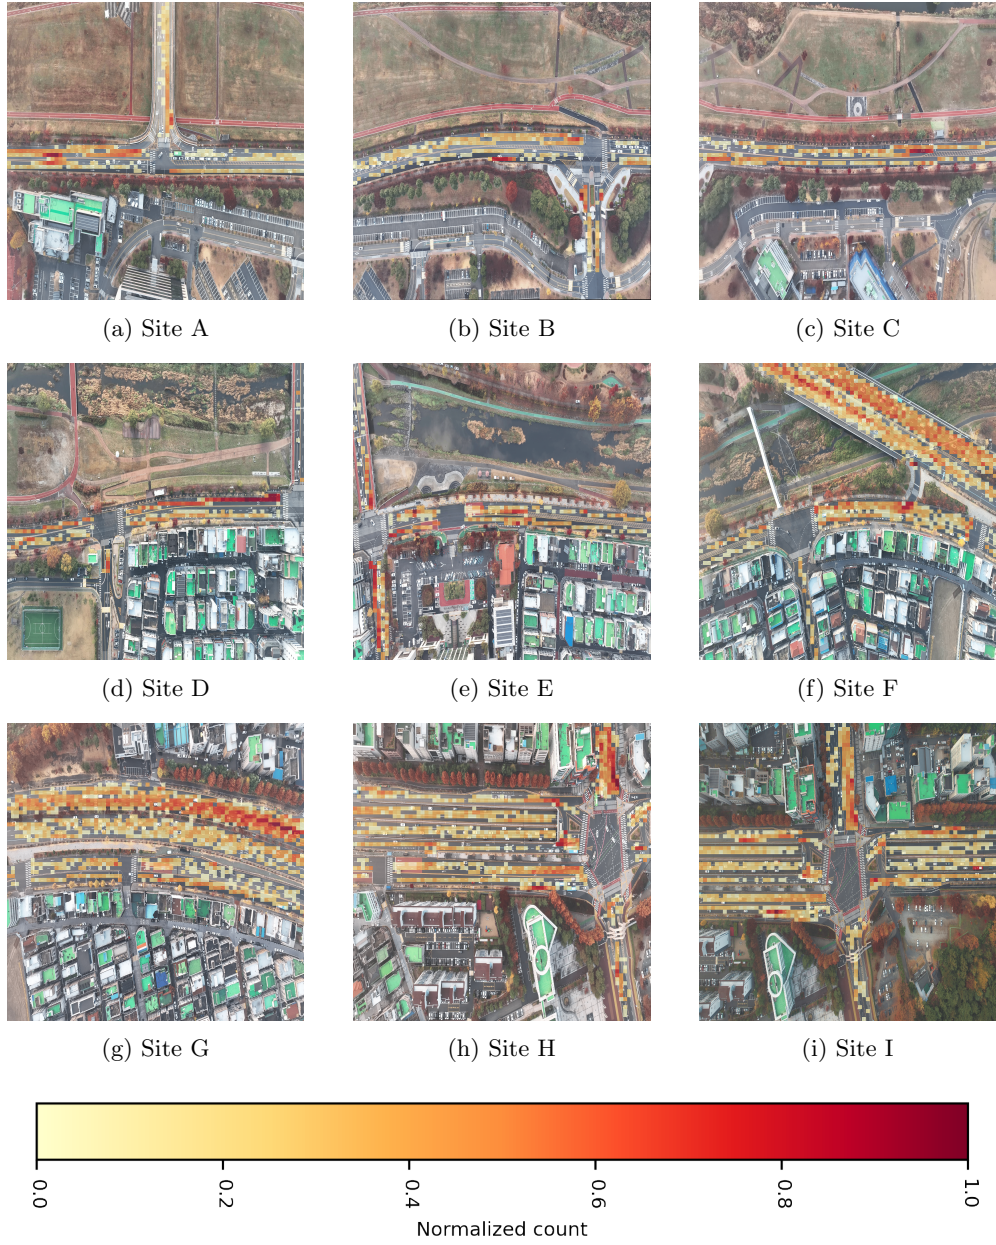 (a) Site A
(b) Site B
(c) Site C
(d) Site D
(e) Site E
(f) Site F
(g) Site G
(h) Site H
(i) Site I
0.0 0.2 0.4 0.6 0.8 1.0
Normalized count